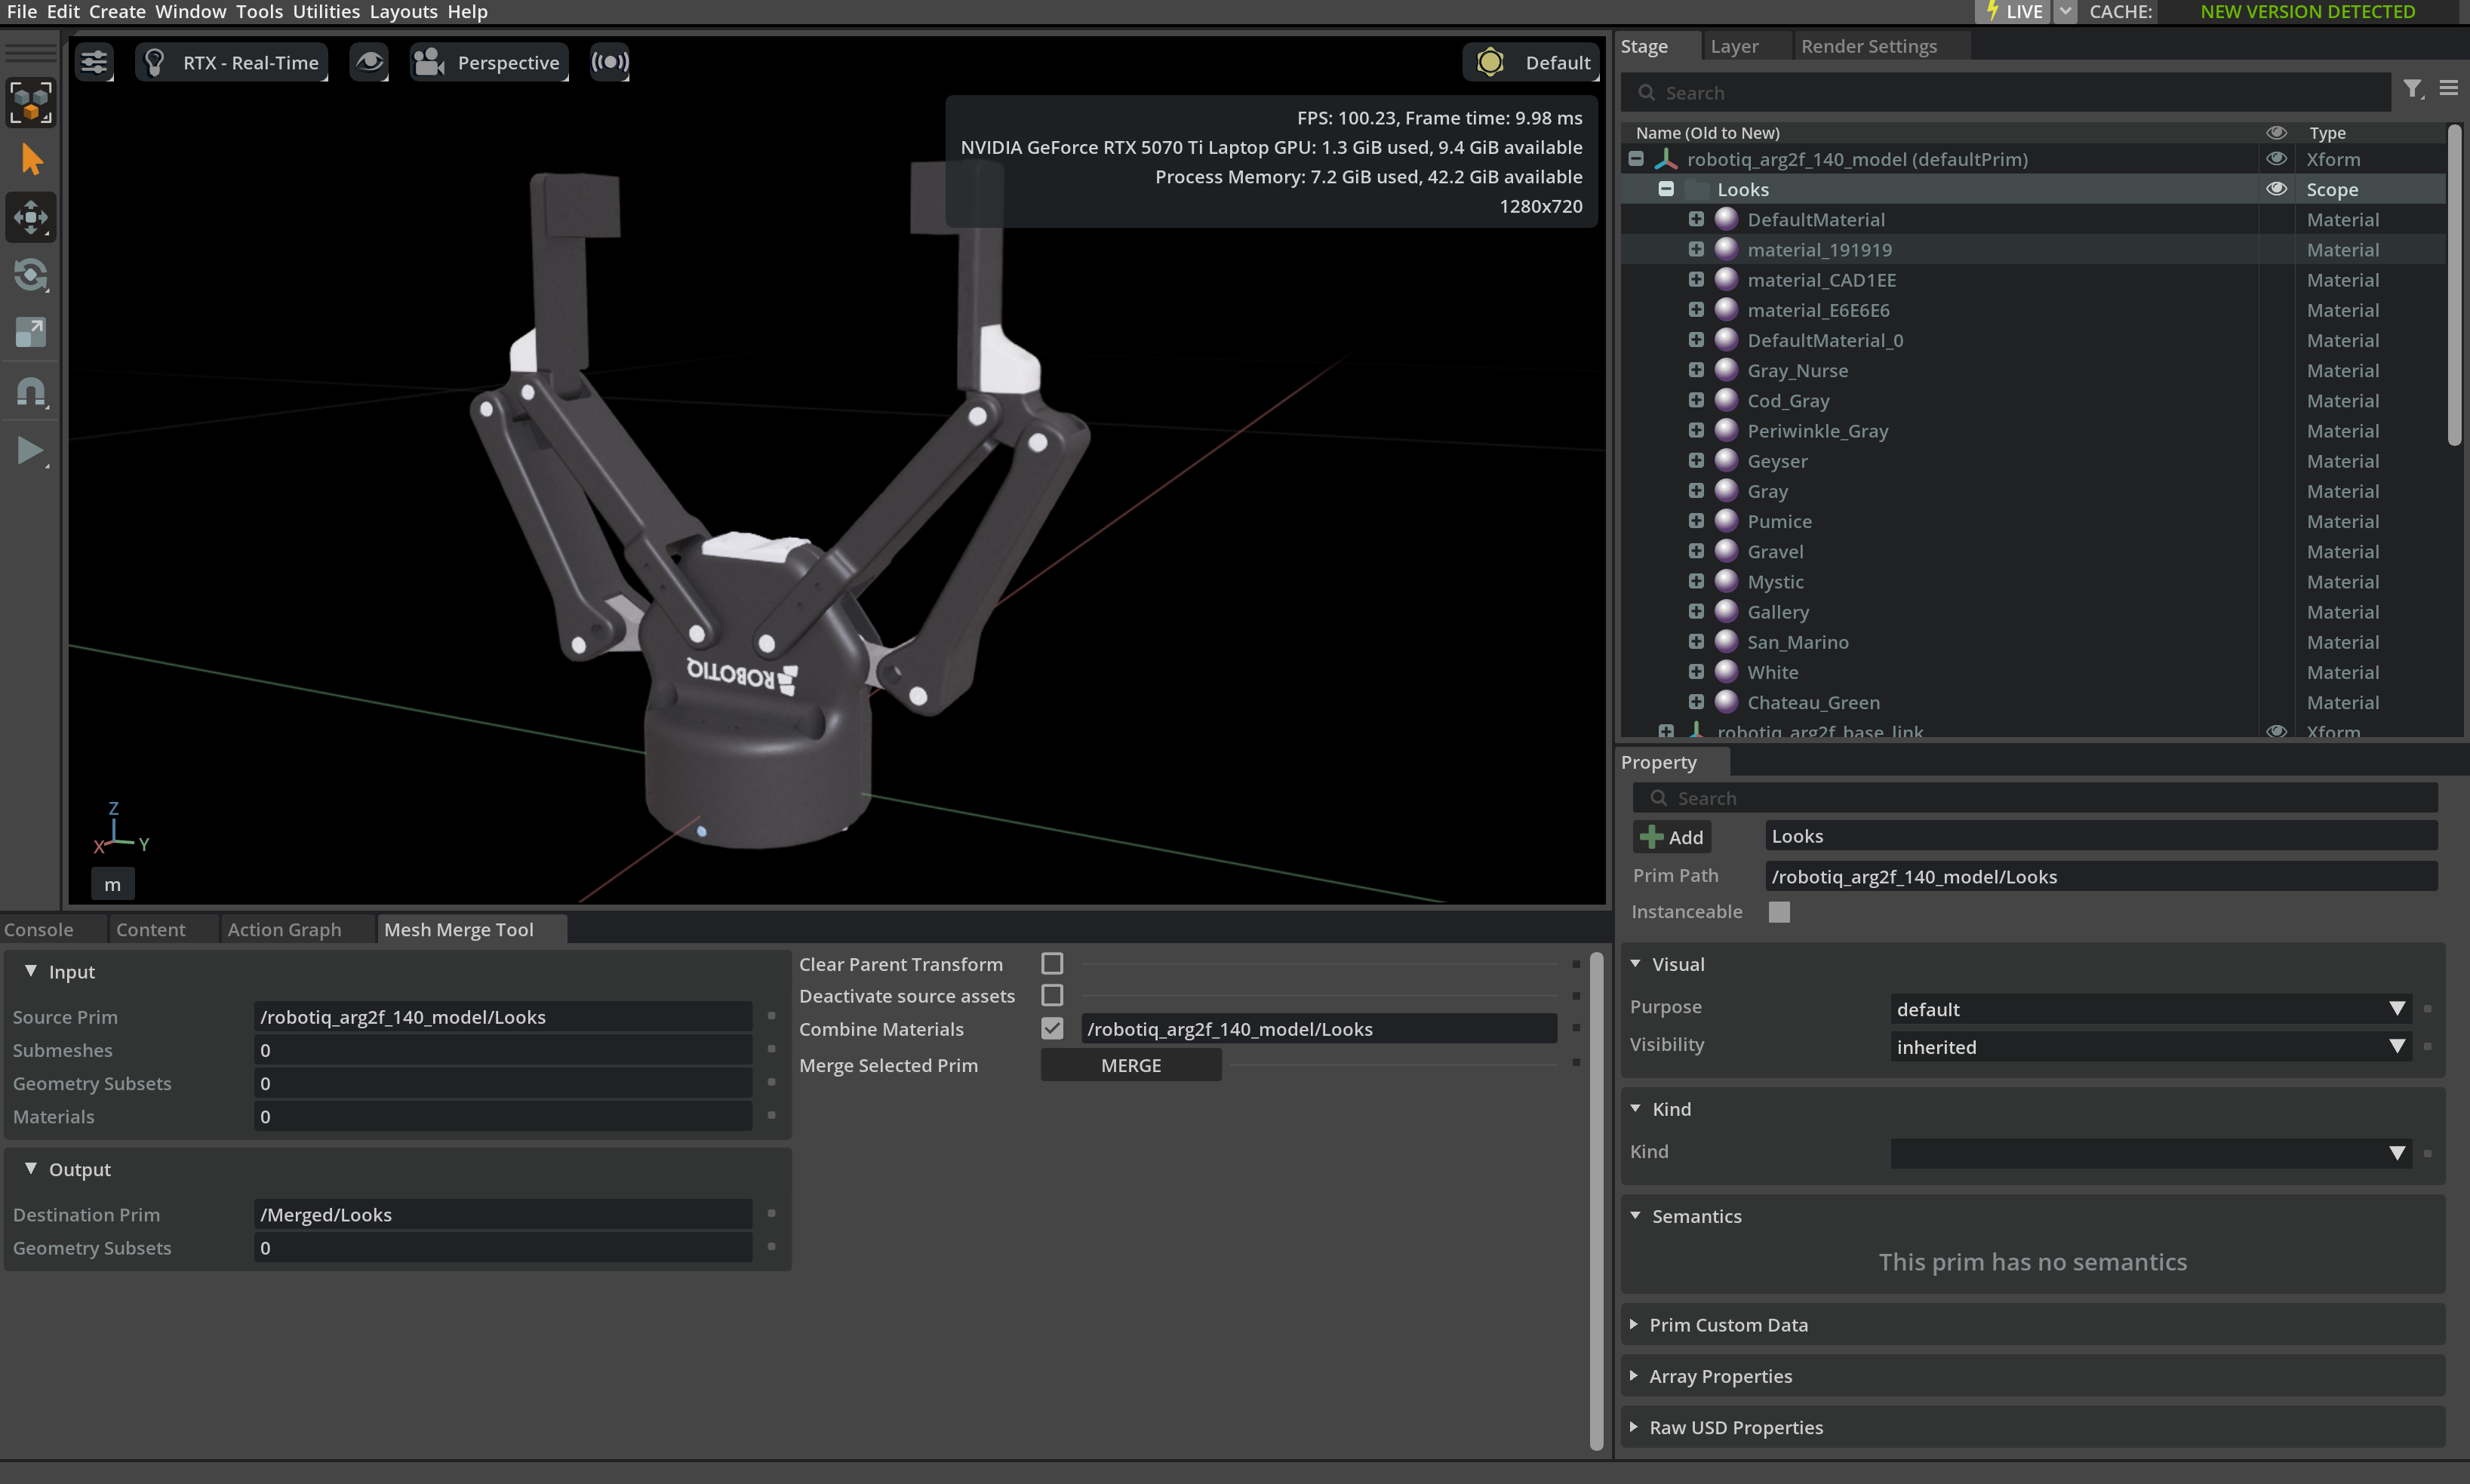 File Edit Create Window Tools Utilities Layouts Help
LIVE CACHE: NEW VERSION DETECTED
RTX - Real-Time
Perspective
Default
FPS: 100.23, Frame time: 9.98 ms
NVIDIA GeForce RTX 5070 Ti Laptop GPU: 1.3 GiB used, 9.4 GiB available
Process Memory: 7.2 GiB used, 42.2 GiB available
1280x720
ROBOTIQ
Z
X
Y
m
Stage Layer Render Settings
Search
Name (Old to New) Type
robotiq_arg2f_140_model (defaultPrim) Xform
Looks Scope
DefaultMaterial Material
material_191919 Material
material_CAD1EE Material
material_E6E6E6 Material
DefaultMaterial_0 Material
Gray_Nurse Material
Cod_Gray Material
Periwinkle_Gray Material
Geyser Material
Gray Material
Pumice Material
Gravel Material
Mystic Material
Gallery Material
San_Marino Material
White Material
Chateau_Green Material
robotiq_arg2f_base_link Xform
Property
Search
Add Looks
Prim Path /robotiq_arg2f_140_model/Looks
Instanceable
Visual
Purpose default
Visibility inherited
Kind
Kind
Semantics
This prim has no semantics
Prim Custom Data
Array Properties
Raw USD Properties
Console Content Action Graph Mesh Merge Tool
Input
Source Prim /robotiq_arg2f_140_model/Looks
Submeshes 0
Geometry Subsets 0
Materials 0
Output
Destination Prim /Merged/Looks
Geometry Subsets 0
Clear Parent Transform
Deactivate source assets
Combine Materials /robotiq_arg2f_140_model/Looks
Merge Selected Prim MERGE